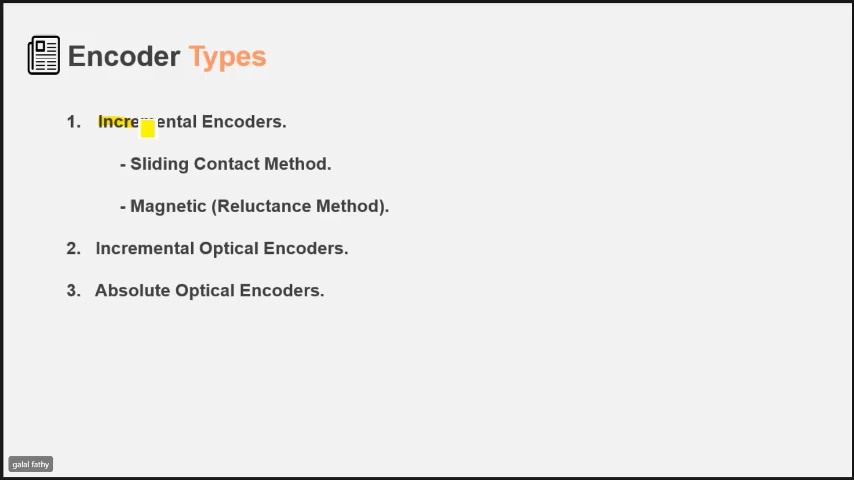 Encoder Types
1. Incremental Encoders.
- Sliding Contact Method.
- Magnetic (Reluctance Method).
2. Incremental Optical Encoders.
3. Absolute Optical Encoders.
galal fathy